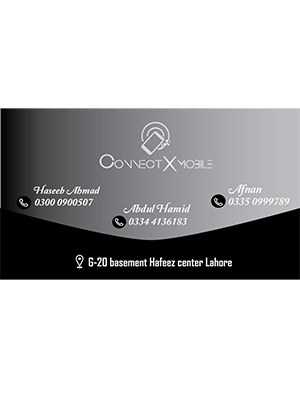 CONNECT X MOBILE
Haseeb Ahmad
0300 0900507
Afnan
0335 0999789
Abdul Hamid
0334 4136183
G-20 basement Hafeez center Lahore